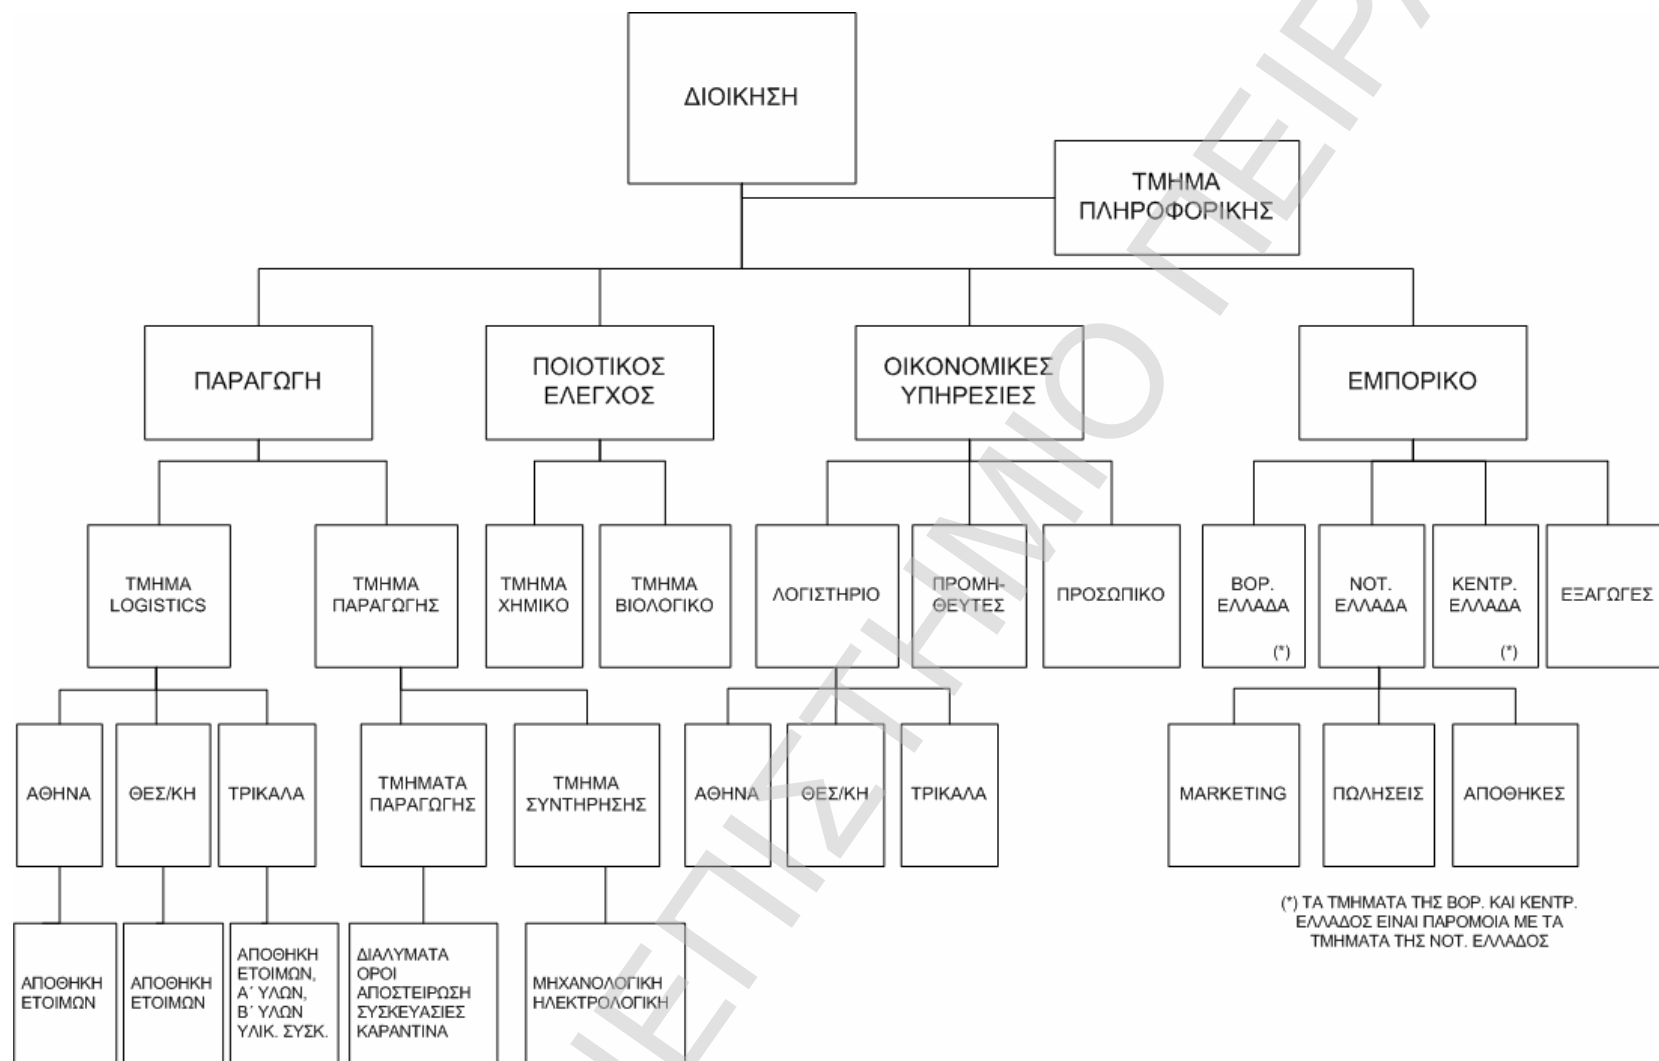 ΔΙΟΙΚΗΣΗ
ΤΜΗΜΑ
ΠΛΗΡΟΦΟΡΙΚΗΣ
ΠΑΡΑΓΩΓΗ
ΠΟΙΟΤΙΚΟΣ
ΕΛΕΓΧΟΣ
ΟΙΚΟΝΟΜΙΚΕΣ
ΥΠΗΡΕΣΙΕΣ
ΕΜΠΟΡΙΚΟ
ΤΜΗΜΑ
LOGISTICS
ΤΜΗΜΑ
ΠΑΡΑΓΩΓΗΣ
ΤΜΗΜΑ
ΧΗΜΙΚΟ
ΤΜΗΜΑ
ΒΙΟΛΟΓΙΚΟ
ΛΟΓΙΣΤΗΡΙΟ
ΠΡΟΜΗ-
ΘΕΥΤΕΣ
ΠΡΟΣΩΠΙΚΟ
ΒΟΡ.
ΕΛΛΑΔΑ
(*)
ΝΟΤ.
ΕΛΛΑΔΑ
ΚΕΝΤΡ.
ΕΛΛΑΔΑ
(*)
ΕΞΑΓΩΓΕΣ
ΑΘΗΝΑ
ΘΕΣ/ΚΗ
ΤΡΙΚΑΛΑ
ΤΜΗΜΑΤΑ
ΠΑΡΑΓΩΓΗΣ
ΤΜΗΜΑ
ΣΥΝΤΗΡΗΣΗΣ
ΑΘΗΝΑ
ΘΕΣ/ΚΗ
ΤΡΙΚΑΛΑ
MARKETING
ΠΩΛΗΣΕΙΣ
ΑΠΟΘΗΚΕΣ
ΑΠΟΘΗΚΗ
ΕΤΟΙΜΩΝ
ΑΠΟΘΗΚΗ
ΕΤΟΙΜΩΝ
ΑΠΟΘΗΚΗ
ΕΤΟΙΜΩΝ,
Α΄ ΥΛΩΝ,
Β΄ ΥΛΩΝ
ΥΛΙΚ. ΣΥΣΚ.
ΔΙΑΛΥΜΑΤΑ
ΟΡΟΙ
ΑΠΟΣΤΕΙΡΩΣΗ
ΣΥΣΚΕΥΑΣΙΕΣ
ΚΑΡΑΝΤΙΝΑ
ΜΗΧΑΝΟΛΟΓΙΚΗ
ΗΛΕΚΤΡΟΛΟΓΙΚΗ
(*) ΤΑ ΤΜΗΜΑΤΑ ΤΗΣ ΒΟΡ. ΚΑΙ ΚΕΝΤΡ.
ΕΛΛΑΔΟΣ ΕΙΝΑΙ ΠΑΡΟΜΟΙΑ ΜΕ ΤΑ
ΤΜΗΜΑΤΑ ΤΗΣ ΝΟΤ. ΕΛΛΑΔΟΣ